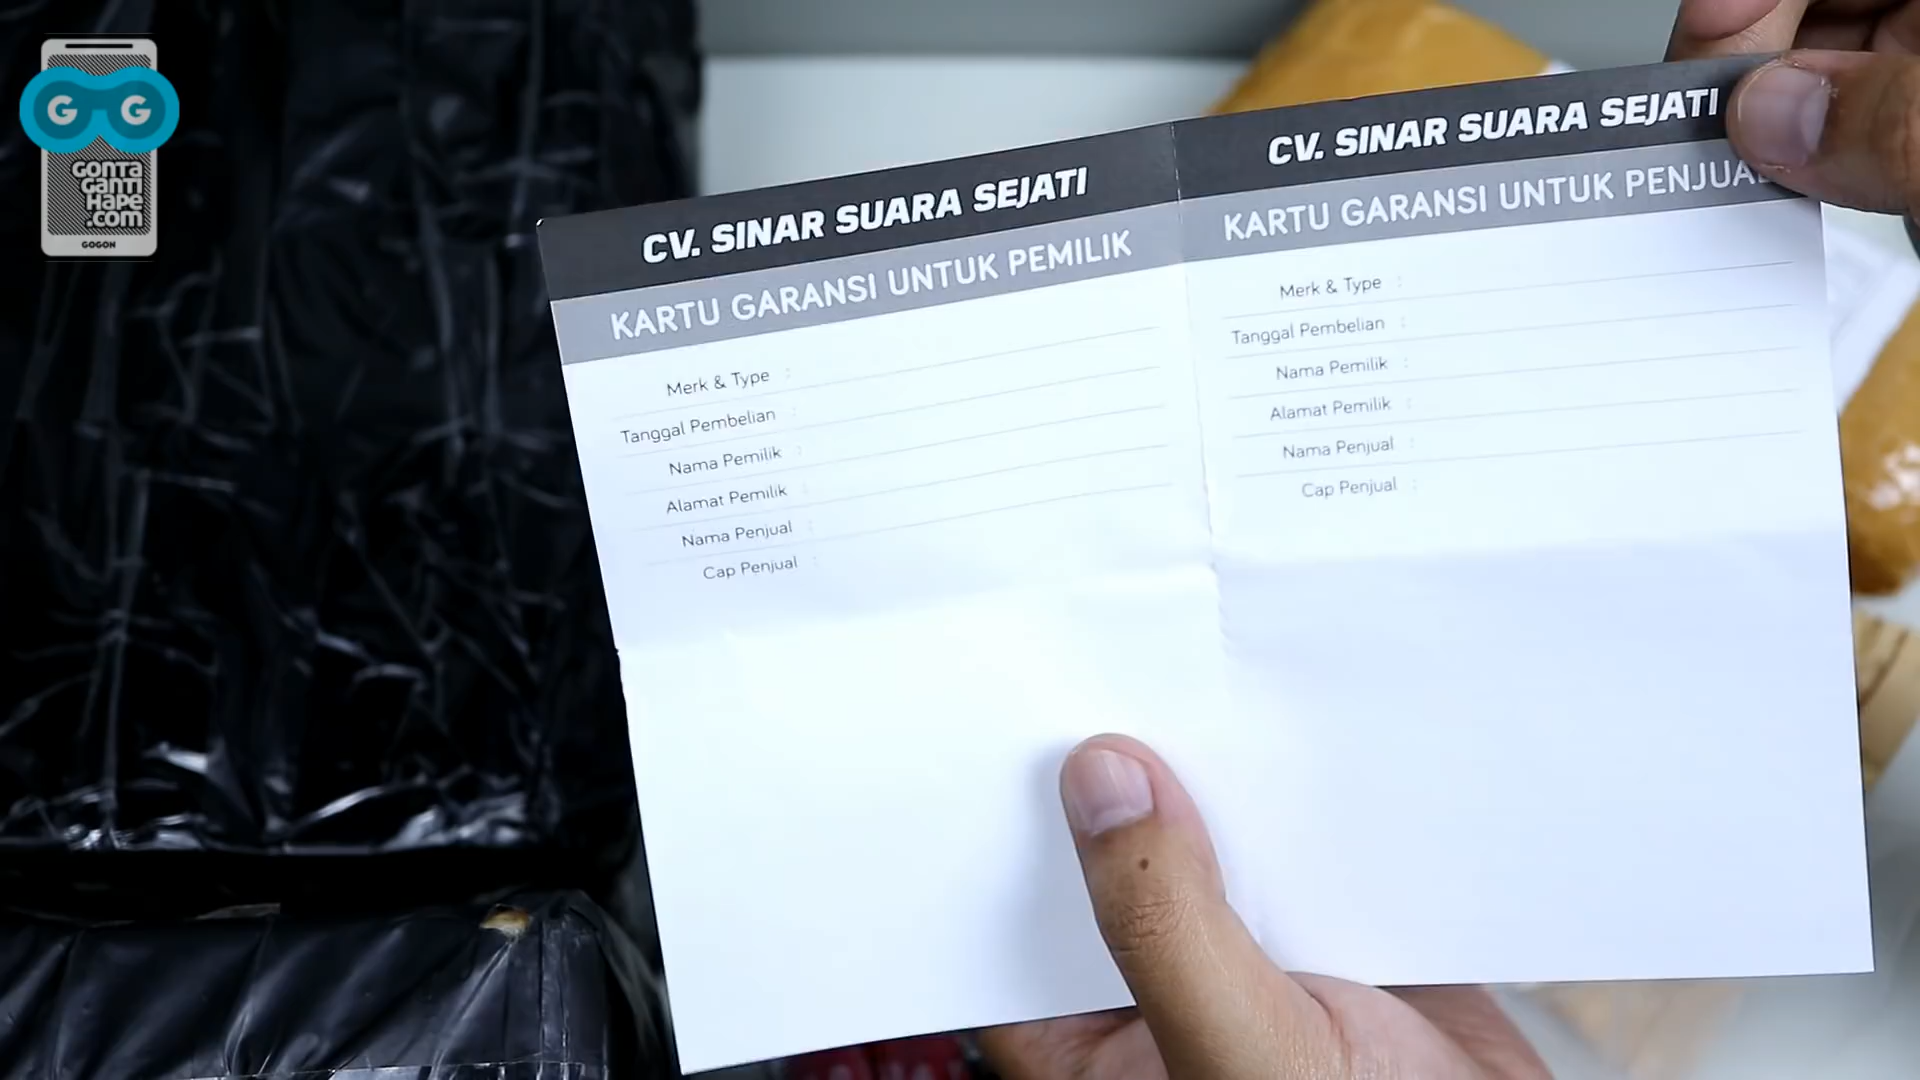 G G
GONTA
GANTI
HAPE
.com
GOGON
CV. SINAR SUARA SEJATI
KARTU GARANSI UNTUK PEMILIK
Merk & Type :
Tanggal Pembelian :
Nama Pemilik :
Alamat Pemilik :
Nama Penjual :
Cap Penjual :
CV. SINAR SUARA SEJATI
KARTU GARANSI UNTUK PENJUAL
Merk & Type :
Tanggal Pembelian :
Nama Pemilik :
Alamat Pemilik :
Nama Penjual :
Cap Penjual :